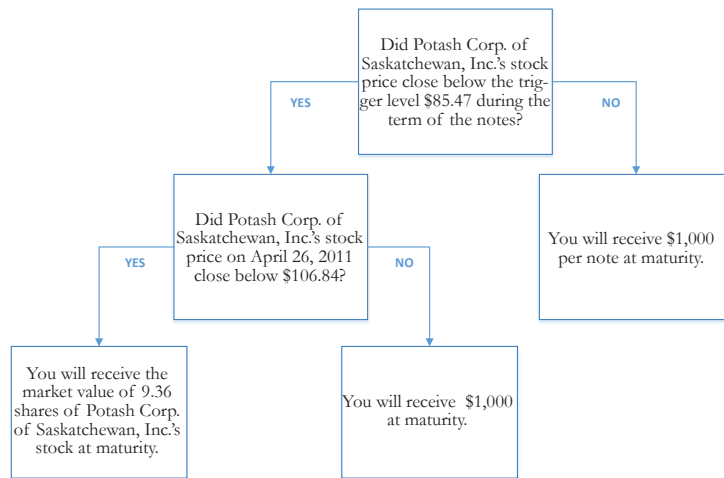 Did Potash Corp. of
Saskatchewan, Inc.'s stock
price close below the trig-
ger level $85.47 during the
term of the notes?
YES
NO
Did Potash Corp. of
Saskatchewan, Inc.'s stock
price on April 26, 2011
close below $106.84?
You will receive $1,000
per note at maturity.
YES
NO
You will receive the
market value of 9.36
shares of Potash Corp.
of Saskatchewan, Inc.'s
stock at maturity.
You will receive $1,000
at maturity.